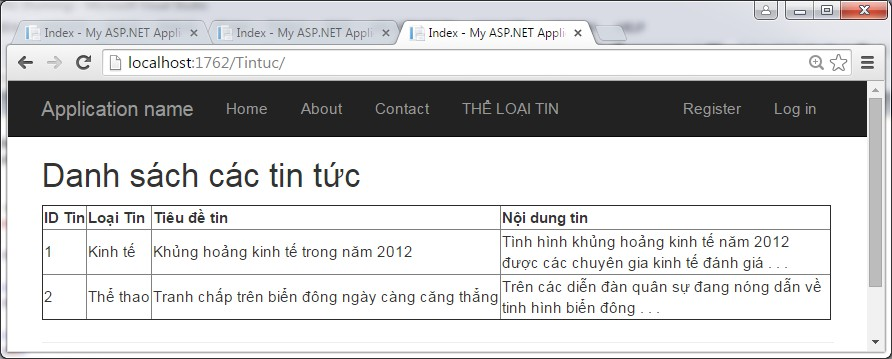 Index - My ASP.NET Appli Index - My ASP.NET Appli Index - My ASP.NET Appli
localhost:1762/Tintuc/
Application name Home About Contact THỂ LOẠI TIN Register Log in
Danh sách các tin tức
ID Tin Loại Tin Tiêu đề tin Nội dung tin
1 Kinh tế Khủng hoảng kinh tế trong năm 2012 Tình hình khủng hoảng kinh tế năm 2012
được các chuyên gia kinh tế đánh giá . . .
2 Thể thao Tranh chấp trên biển đông ngày càng căng thẳng Trên các diễn đàn quân sự đang nóng dẫn về
tinh hình biển đông . . .